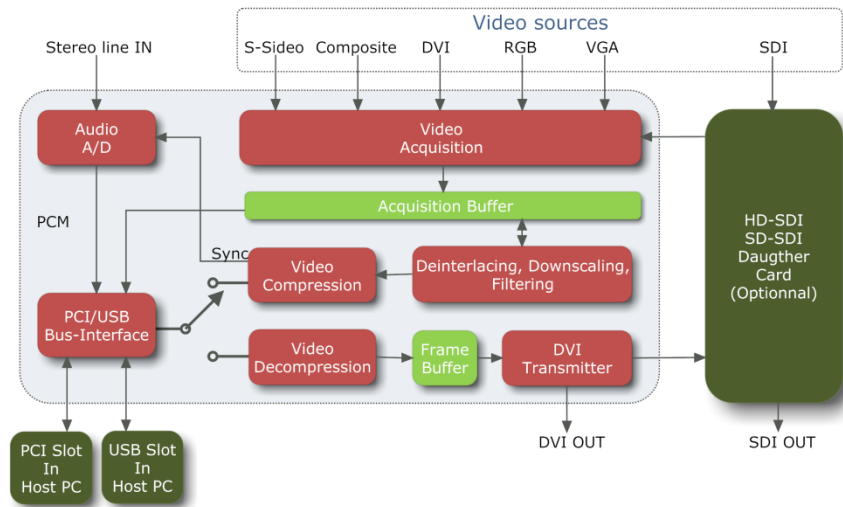 Video sources
Stereo line IN
S-Sideo
Composite
DVI
RGB
VGA
SDI
Audio
A/D
Video
Acquisition
Acquisition Buffer
PCM
Sync
Video
Compression
Deinterlacing, Downscaling,
Filtering
HD-SDI
SD-SDI
Daugther
Card
(Optionnal)
PCI/USB
Bus-Interface
Video
Decompression
Frame
Buffer
DVI
Transmitter
DVI OUT
SDI OUT
PCI Slot
In
Host PC
USB Slot
In
Host PC